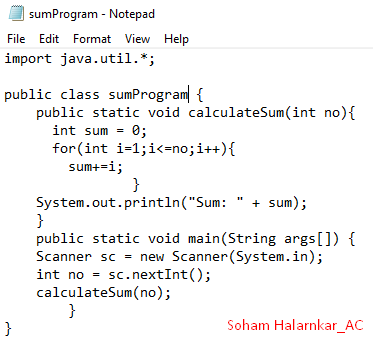 sumProgram - Notepad
File Edit Format View Help
import java.util.*;
public class sumProgram {
public static void calculateSum(int no){
int sum = 0;
for(int i=1;i<=no;i++){
sum+=i;
}
System.out.println("Sum: " + sum);
}
public static void main(String args[]) {
Scanner sc = new Scanner(System.in);
int no = sc.nextInt();
calculateSum(no);
}
}
Soham Halarnkar_AC